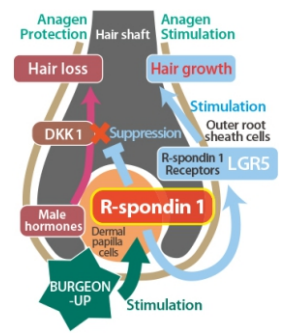 Anagen
Protection
Hair shaft
Anagen
Stimulation
Hair loss
Hair growth
Stimulation
Outer root
sheath cells
DKK1
Suppression
R-spondin 1
Receptors
LGR5
R-spondin 1
Male
hormones
Dermal
papilla
cells
BURGEON
-UP
Stimulation